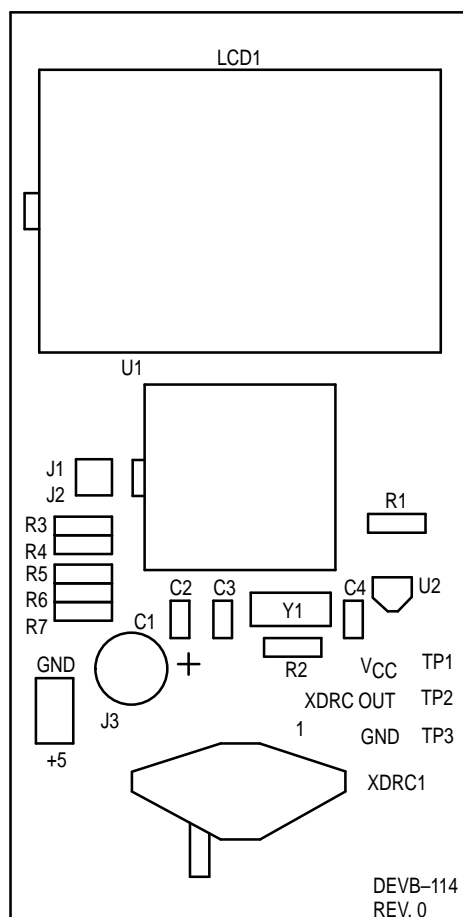 LCD1
U1
J1
J2
R1
R3
R4
R5
R6
R7
C2 C3 C4 U2
Y1
C1
R2
GND
VCC TP1
XDRC OUT TP2
J3
1
GND TP3
+
+5
XDRC1
DEVB–114
REV. 0